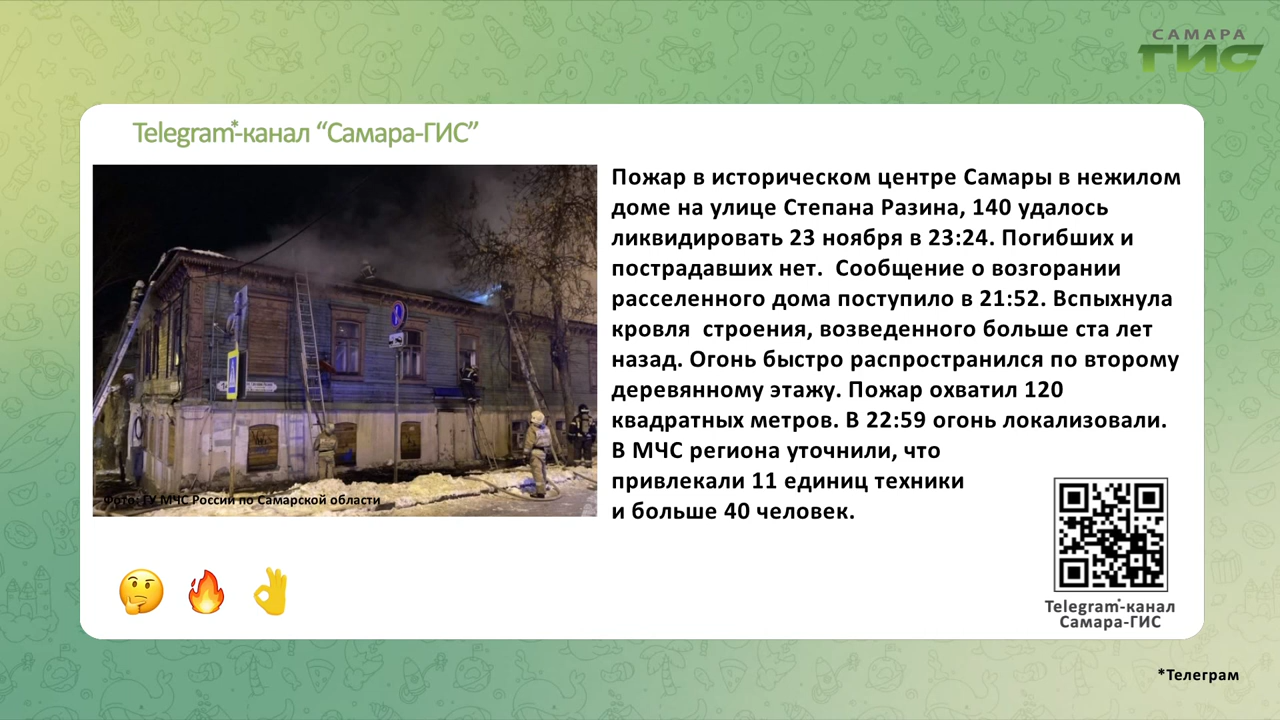 САМАРА
ГИС
Telegram*-канал “Самара-ГИС”
Пожар в историческом центре Самары в нежилом
доме на улице Степана Разина, 140 удалось
ликвидировать 23 ноября в 23:24. Погибших и
пострадавших нет. Сообщение о возгорании
расселенного дома поступило в 21:52. Вспыхнула
кровля строения, возведенного больше ста лет
назад. Огонь быстро распространился по второму
деревянному этажу. Пожар охватил 120
квадратных метров. В 22:59 огонь локализовали.
В МЧС региона уточнили, что
привлекали 11 единиц техники
и больше 40 человек.
Фото: ГУ МЧС России по Самарской области
Telegram*-канал
Самара-ГИС
*Телеграм